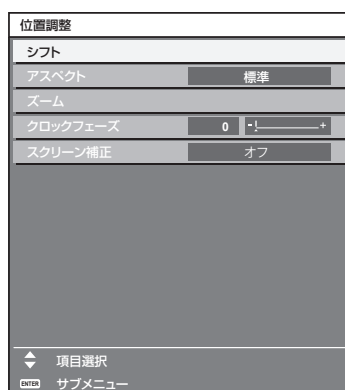 位置調整
シフト
アスペクト 標準
ズーム
クロックフェーズ 0 - +
スクリーン補正 オフ
項目選択
ENTER サブメニュー